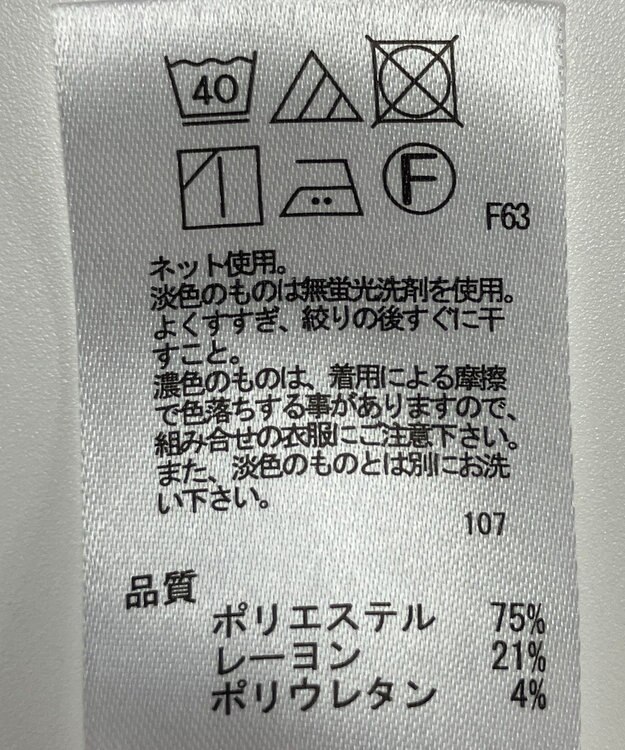 40
F
F63
ネット使用。
淡色のものは無蛍光洗剤を使用。
よくすすぎ、絞りの後すぐに干
すこと。
濃色のものは、着用による摩擦
で色落ちする事がありますので、
組み合せの衣服にご注意下さい。
また、淡色のものとは別にお洗
い下さい。
107
品質
ポリエステル 75%
レーヨン 21%
ポリウレタン 4%